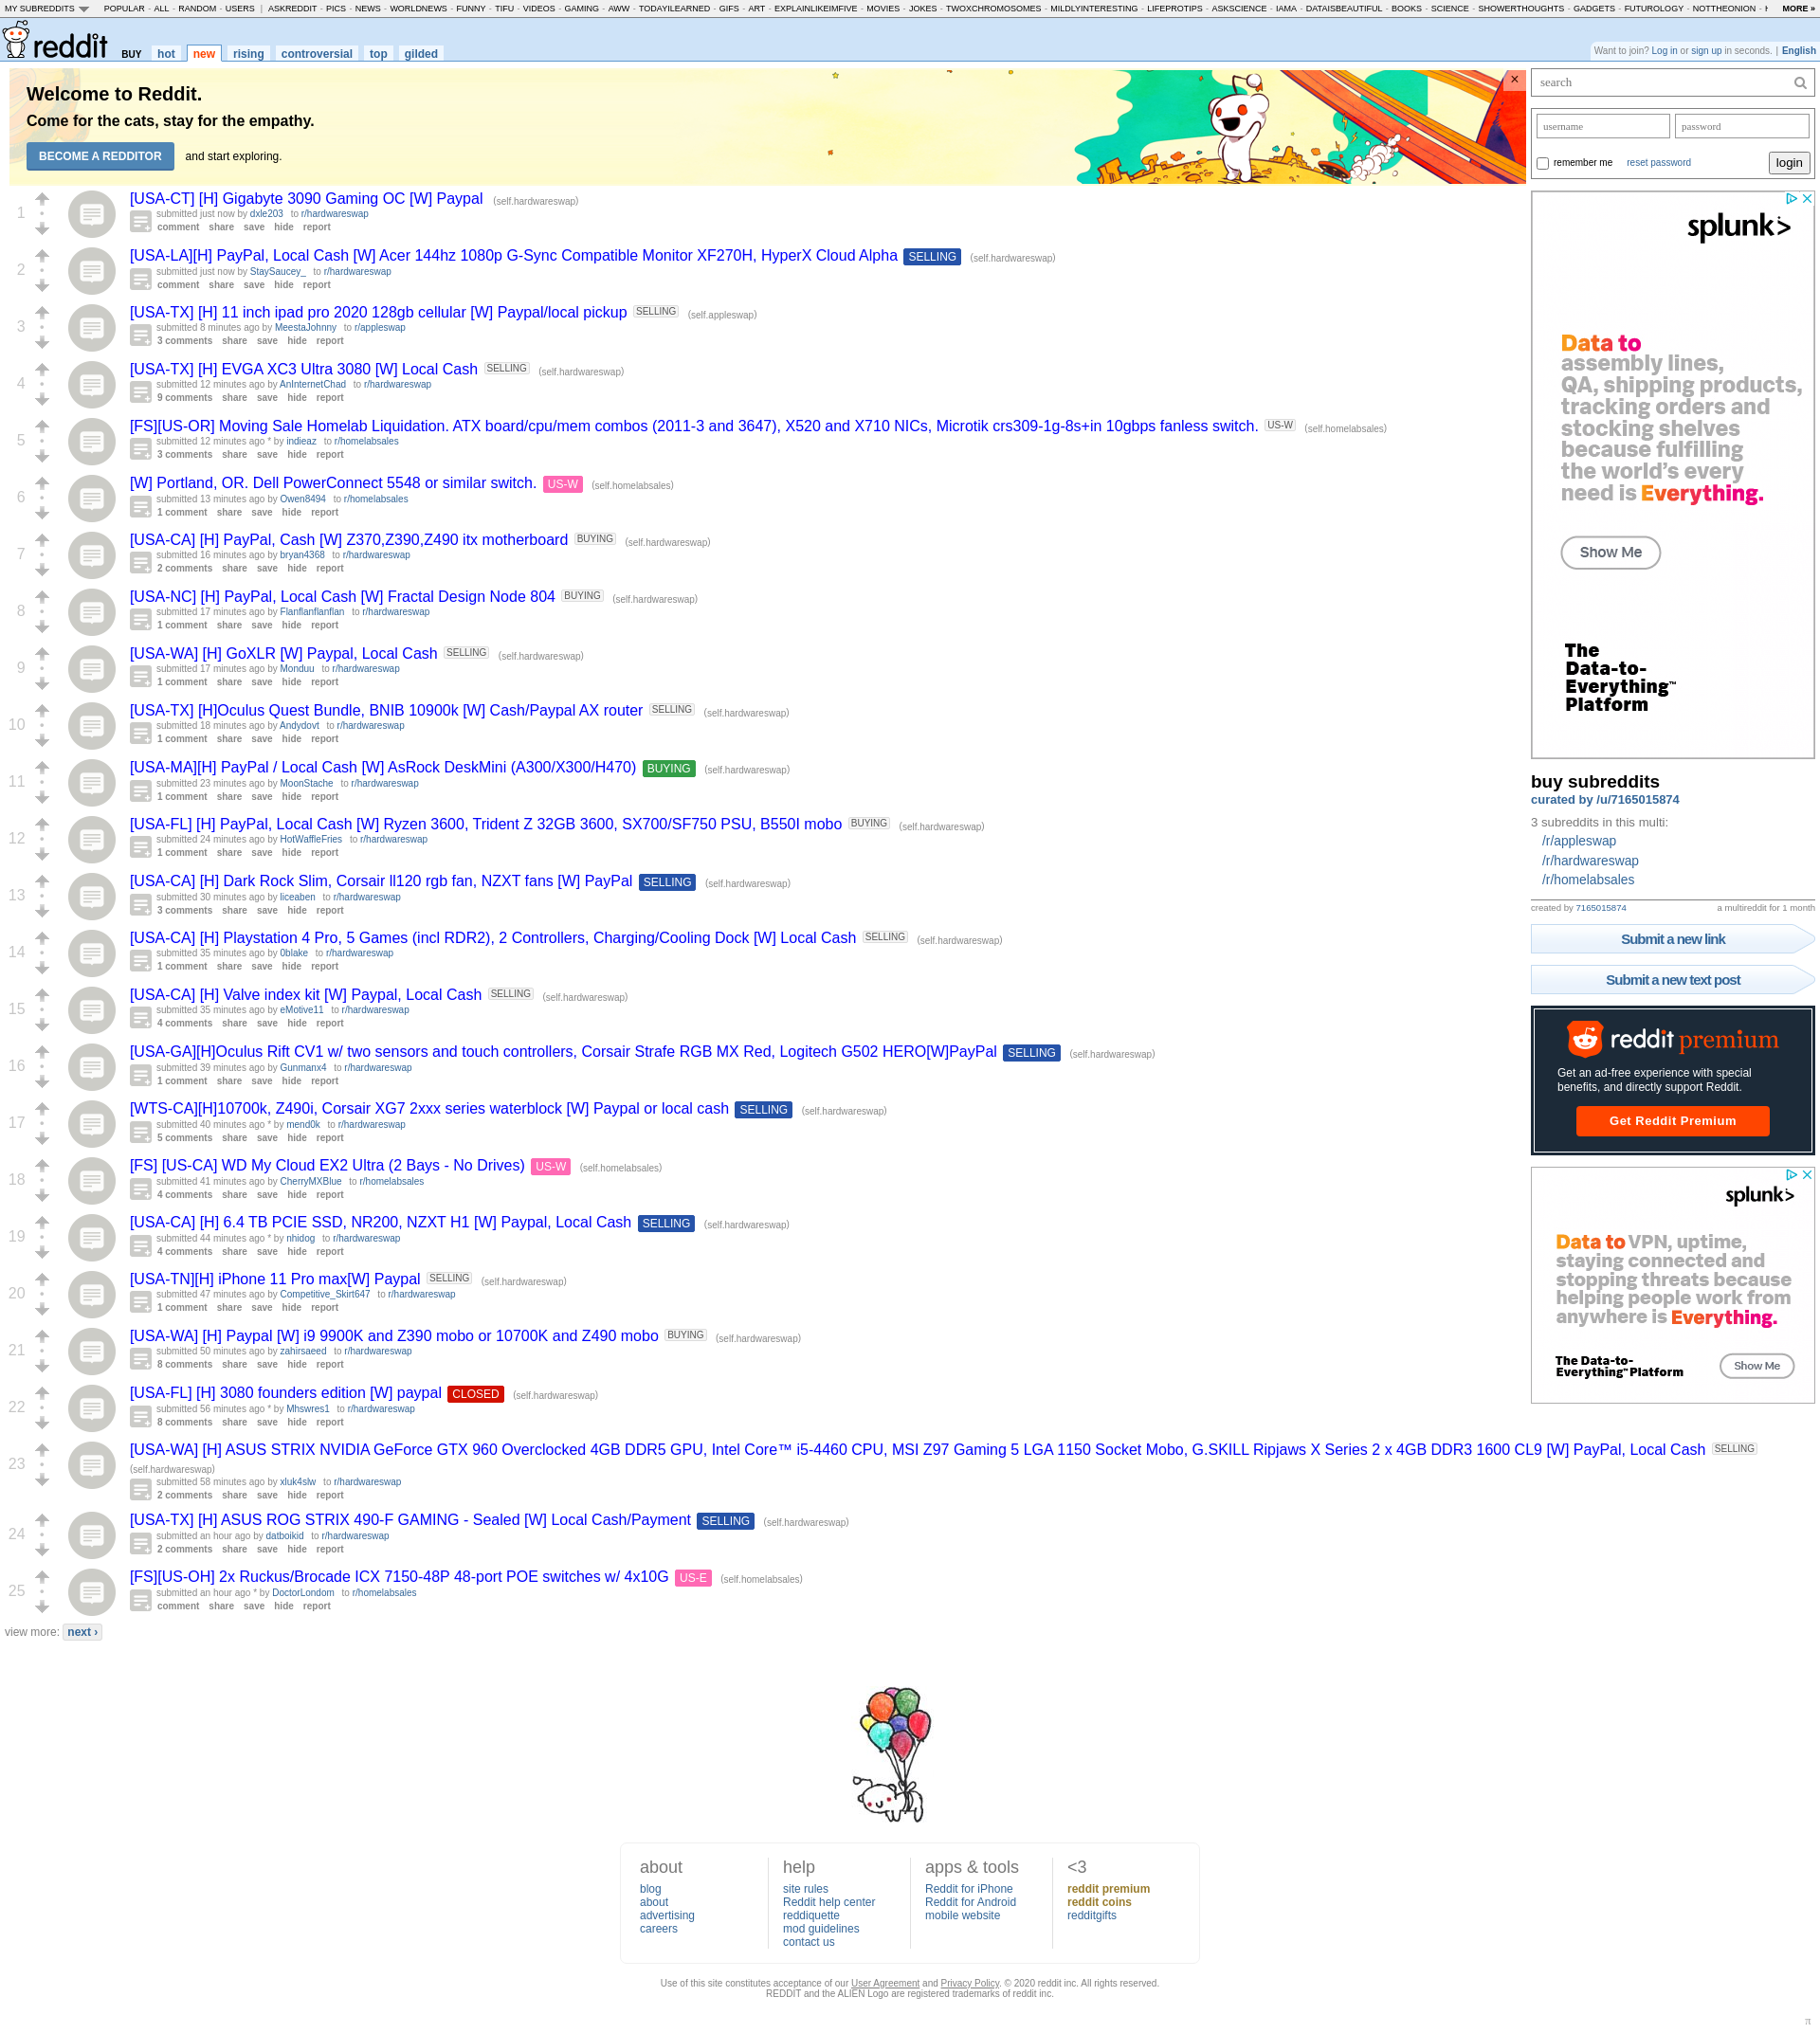 MY SUBREDDITS POPULAR - ALL - RANDOM - USERS | ASKREDDIT - PICS - NEWS - WORLDNEWS - FUNNY - TIFU - VIDEOS - GAMING - AWW - TODAYILEARNED - GIFS - ART - EXPLAINLIKEIMFIVE - MOVIES - JOKES - TWOXCHROMOSOMES - MILDLYINTERESTING - LIFEPROTIPS - ASKSCIENCE - IAMA - DATAISBEAUTIFUL - BOOKS - SCIENCE - SHOWERTHOUGHTS - GADGETS - FUTUROLOGY - NOTTHEONION - MORE »
reddit BUY hot new rising controversial top gilded
Want to join? Log in or sign up in seconds. | English
Welcome to Reddit.
Come for the cats, stay for the empathy.
BECOME A REDDITOR and start exploring.
×
1
[USA-CT] [H] Gigabyte 3090 Gaming OC [W] Paypal (self.hardwareswap)
submitted just now by dxle203 to r/hardwareswap
comment share save hide report
2
[USA-LA][H] PayPal, Local Cash [W] Acer 144hz 1080p G-Sync Compatible Monitor XF270H, HyperX Cloud Alpha SELLING (self.hardwareswap)
submitted just now by StaySaucey_ to r/hardwareswap
comment share save hide report
3
[USA-TX] [H] 11 inch ipad pro 2020 128gb cellular [W] Paypal/local pickup SELLING (self.appleswap)
submitted 8 minutes ago by MeestaJohnny to r/appleswap
3 comments share save hide report
4
[USA-TX] [H] EVGA XC3 Ultra 3080 [W] Local Cash SELLING (self.hardwareswap)
submitted 12 minutes ago by AnInternetChad to r/hardwareswap
9 comments share save hide report
5
[FS][US-OR] Moving Sale Homelab Liquidation. ATX board/cpu/mem combos (2011-3 and 3647), X520 and X710 NICs, Microtik crs309-1g-8s+in 10gbps fanless switch. US-W (self.homelabsales)
submitted 12 minutes ago * by indieaz to r/homelabsales
3 comments share save hide report
6
[W] Portland, OR. Dell PowerConnect 5548 or similar switch. US-W (self.homelabsales)
submitted 13 minutes ago by Owen8494 to r/homelabsales
1 comment share save hide report
7
[USA-CA] [H] PayPal, Cash [W] Z370,Z390,Z490 itx motherboard BUYING (self.hardwareswap)
submitted 16 minutes ago by bryan4368 to r/hardwareswap
2 comments share save hide report
8
[USA-NC] [H] PayPal, Local Cash [W] Fractal Design Node 804 BUYING (self.hardwareswap)
submitted 17 minutes ago by Flanflanflanflan to r/hardwareswap
1 comment share save hide report
9
[USA-WA] [H] GoXLR [W] Paypal, Local Cash SELLING (self.hardwareswap)
submitted 17 minutes ago by Monduu to r/hardwareswap
1 comment share save hide report
10
[USA-TX] [H]Oculus Quest Bundle, BNIB 10900k [W] Cash/Paypal AX router SELLING (self.hardwareswap)
submitted 18 minutes ago by Andydovt to r/hardwareswap
1 comment share save hide report
11
[USA-MA][H] PayPal / Local Cash [W] AsRock DeskMini (A300/X300/H470) BUYING (self.hardwareswap)
submitted 23 minutes ago by MoonStache to r/hardwareswap
1 comment share save hide report
12
[USA-FL] [H] PayPal, Local Cash [W] Ryzen 3600, Trident Z 32GB 3600, SX700/SF750 PSU, B550I mobo BUYING (self.hardwareswap)
submitted 24 minutes ago by HotWaffleFries to r/hardwareswap
1 comment share save hide report
13
[USA-CA] [H] Dark Rock Slim, Corsair ll120 rgb fan, NZXT fans [W] PayPal SELLING (self.hardwareswap)
submitted 30 minutes ago by liceaben to r/hardwareswap
3 comments share save hide report
14
[USA-CA] [H] Playstation 4 Pro, 5 Games (incl RDR2), 2 Controllers, Charging/Cooling Dock [W] Local Cash SELLING (self.hardwareswap)
submitted 35 minutes ago by 0blake to r/hardwareswap
1 comment share save hide report
15
[USA-CA] [H] Valve index kit [W] Paypal, Local Cash SELLING (self.hardwareswap)
submitted 35 minutes ago by eMotive11 to r/hardwareswap
4 comments share save hide report
16
[USA-GA][H]Oculus Rift CV1 w/ two sensors and touch controllers, Corsair Strafe RGB MX Red, Logitech G502 HERO[W]PayPal SELLING (self.hardwareswap)
submitted 39 minutes ago by Gunmanx4 to r/hardwareswap
1 comment share save hide report
17
[WTS-CA][H]10700k, Z490i, Corsair XG7 2xxx series waterblock [W] Paypal or local cash SELLING (self.hardwareswap)
submitted 40 minutes ago * by mend0k to r/hardwareswap
5 comments share save hide report
18
[FS] [US-CA] WD My Cloud EX2 Ultra (2 Bays - No Drives) US-W (self.homelabsales)
submitted 41 minutes ago by CherryMXBlue to r/homelabsales
4 comments share save hide report
19
[USA-CA] [H] 6.4 TB PCIE SSD, NR200, NZXT H1 [W] Paypal, Local Cash SELLING (self.hardwareswap)
submitted 44 minutes ago * by nhidog to r/hardwareswap
4 comments share save hide report
20
[USA-TN][H] iPhone 11 Pro max[W] Paypal SELLING (self.hardwareswap)
submitted 47 minutes ago by Competitive_Skirt647 to r/hardwareswap
1 comment share save hide report
21
[USA-WA] [H] Paypal [W] i9 9900K and Z390 mobo or 10700K and Z490 mobo BUYING (self.hardwareswap)
submitted 50 minutes ago by zahirsaeed to r/hardwareswap
8 comments share save hide report
22
[USA-FL] [H] 3080 founders edition [W] paypal CLOSED (self.hardwareswap)
submitted 56 minutes ago * by Mhswres1 to r/hardwareswap
8 comments share save hide report
23
[USA-WA] [H] ASUS STRIX NVIDIA GeForce GTX 960 Overclocked 4GB DDR5 GPU, Intel Core™ i5-4460 CPU, MSI Z97 Gaming 5 LGA 1150 Socket Mobo, G.SKILL Ripjaws X Series 2 x 4GB DDR3 1600 CL9 [W] PayPal, Local Cash SELLING
(self.hardwareswap)
submitted 58 minutes ago by xluk4slw to r/hardwareswap
2 comments share save hide report
24
[USA-TX] [H] ASUS ROG STRIX 490-F GAMING - Sealed [W] Local Cash/Payment SELLING (self.hardwareswap)
submitted an hour ago by datboikid to r/hardwareswap
2 comments share save hide report
25
[FS][US-OH] 2x Ruckus/Brocade ICX 7150-48P 48-port POE switches w/ 4x10G US-E (self.homelabsales)
submitted an hour ago * by DoctorLondom to r/homelabsales
comment share save hide report
view more: next ›
search
username password
remember me reset password login
splunk>
Data to
assembly lines,
QA, shipping products,
tracking orders and
stocking shelves
because fulfilling
the world's every
need is Everything.
Show Me
The
Data-to-
Everything™
Platform
buy subreddits
curated by /u/7165015874
3 subreddits in this multi:
/r/appleswap
/r/hardwareswap
/r/homelabsales
created by 7165015874 a multireddit for 1 month
Submit a new link
Submit a new text post
reddit premium
Get an ad-free experience with special
benefits, and directly support Reddit.
Get Reddit Premium
splunk>
Data to VPN, uptime,
staying connected and
stopping threats because
helping people work from
anywhere is Everything.
The Data-to-
Everything™ Platform
Show Me
about
blog
about
advertising
careers
help
site rules
Reddit help center
reddiquette
mod guidelines
contact us
apps & tools
Reddit for iPhone
Reddit for Android
mobile website
<3
reddit premium
reddit coins
redditgifts
Use of this site constitutes acceptance of our User Agreement and Privacy Policy. © 2020 reddit inc. All rights reserved.
REDDIT and the ALIEN Logo are registered trademarks of reddit inc.
π